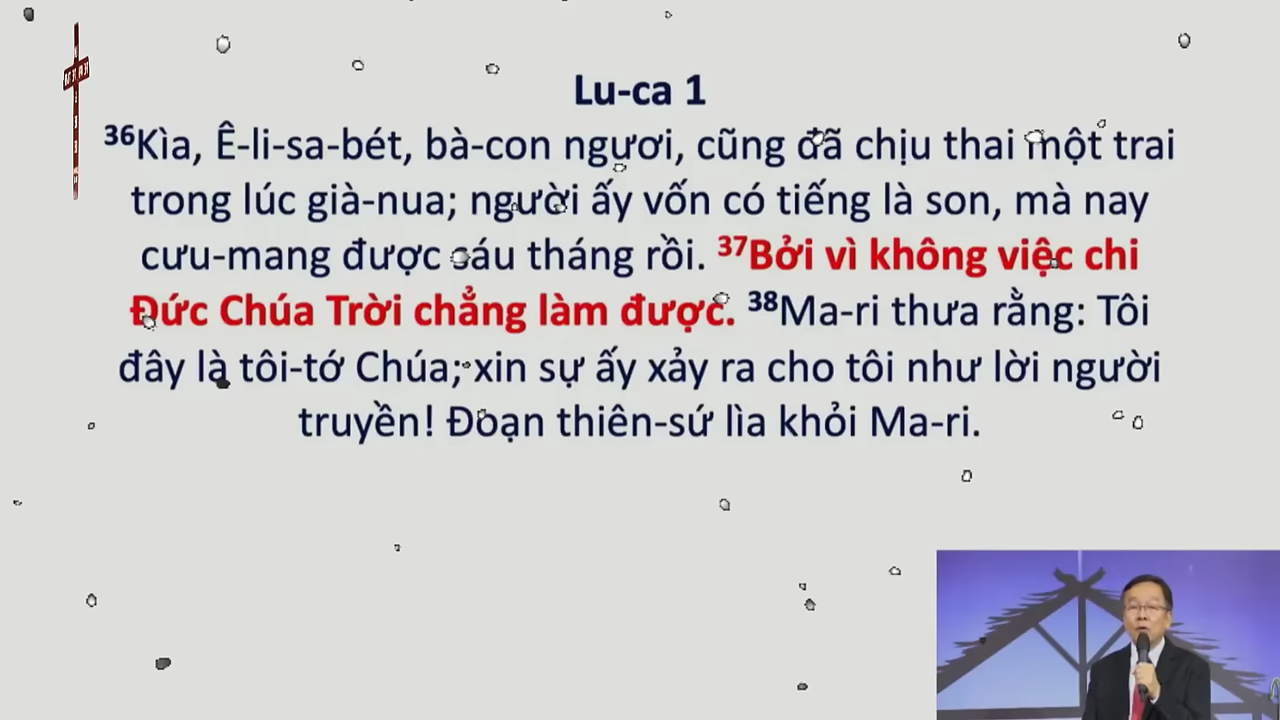 Lu-ca 1
³⁶Kìa, Ê-li-sa-bét, bà-con ngươi, cũng đã chịu thai một trai
trong lúc già-nua; người ấy vốn có tiếng là son, mà nay
cưu-mang được sáu tháng rồi. ³⁷Bởi vì không việc chi
Đức Chúa Trời chẳng làm được. ³⁸Ma-ri thưa rằng: Tôi
đây là tôi-tớ Chúa; xin sự ấy xảy ra cho tôi như lời người
truyền! Đoạn thiên-sứ lìa khỏi Ma-ri.